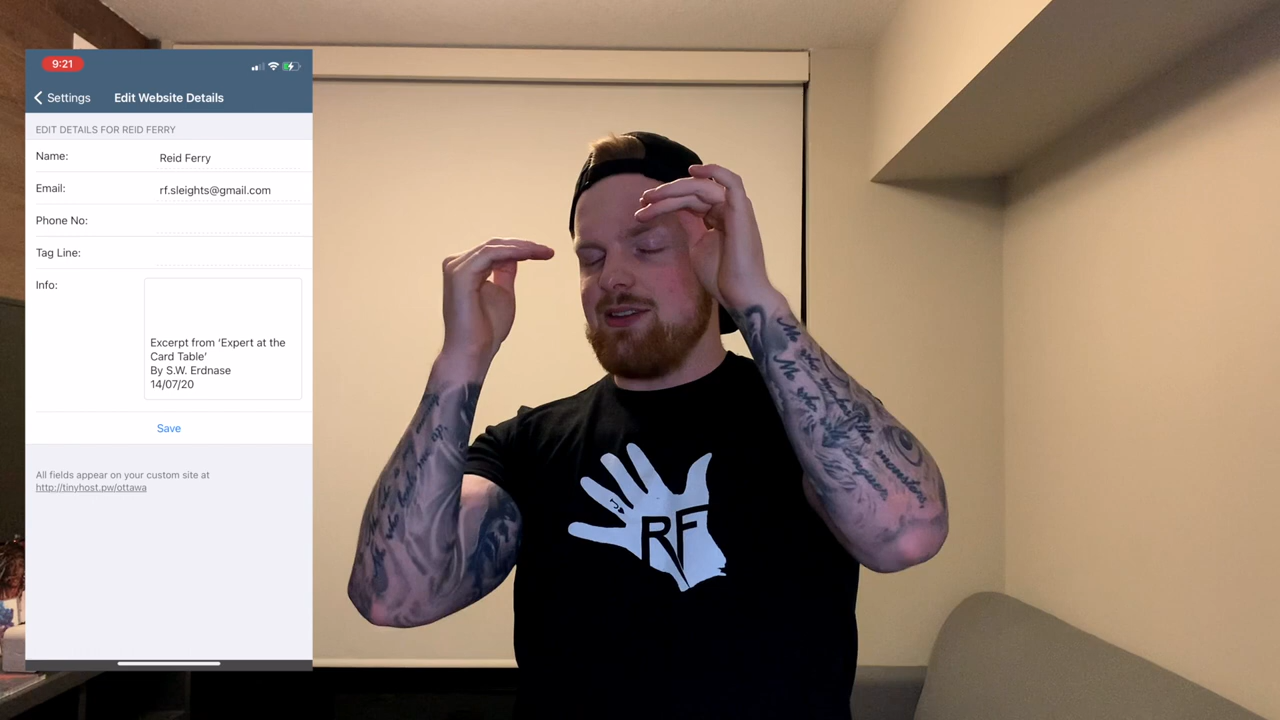 9:21
Settings
Edit Website Details
EDIT DETAILS FOR REID FERRY
Name: Reid Ferry
Email: rf.sleights@gmail.com
Phone No:
Tag Line:
Info:
Excerpt from ‘Expert at the
Card Table’
By S.W. Erdnase
14/07/20
Save
All fields appear on your custom site at
http://tinyhost.pw/ottawa
RF